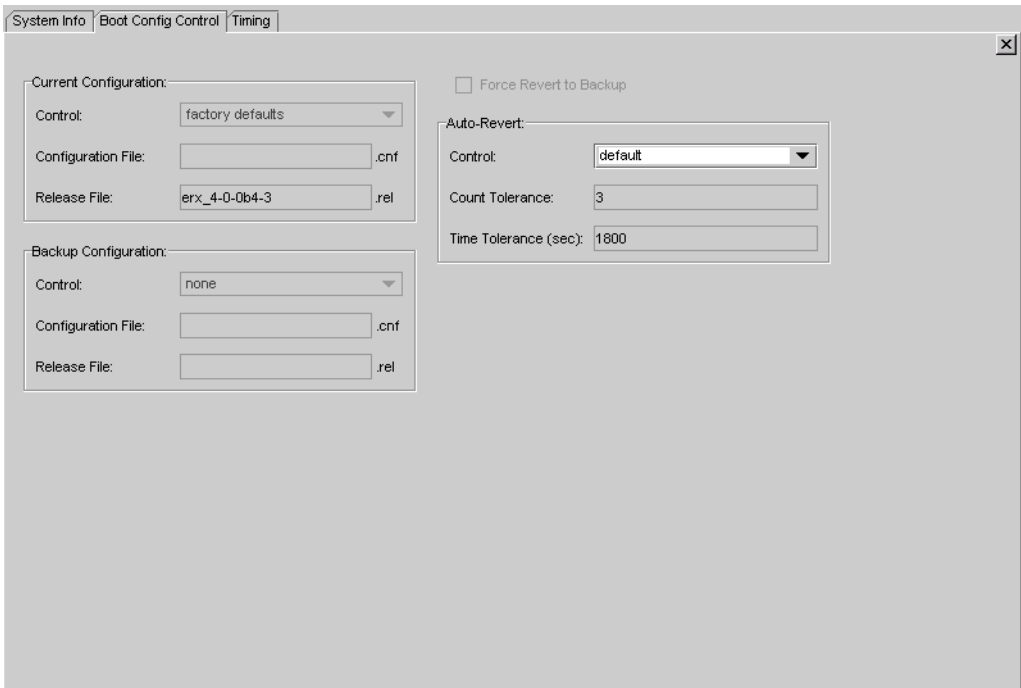 System Info Boot Config Control Timing
Current Configuration:
Control: factory defaults
Configuration File: .cnf
Release File: erx_4-0-0b4-3 .rel
Backup Configuration:
Control: none
Configuration File: .cnf
Release File: .rel
Force Revert to Backup
Auto-Revert:
Control: default
Count Tolerance: 3
Time Tolerance (sec): 1800